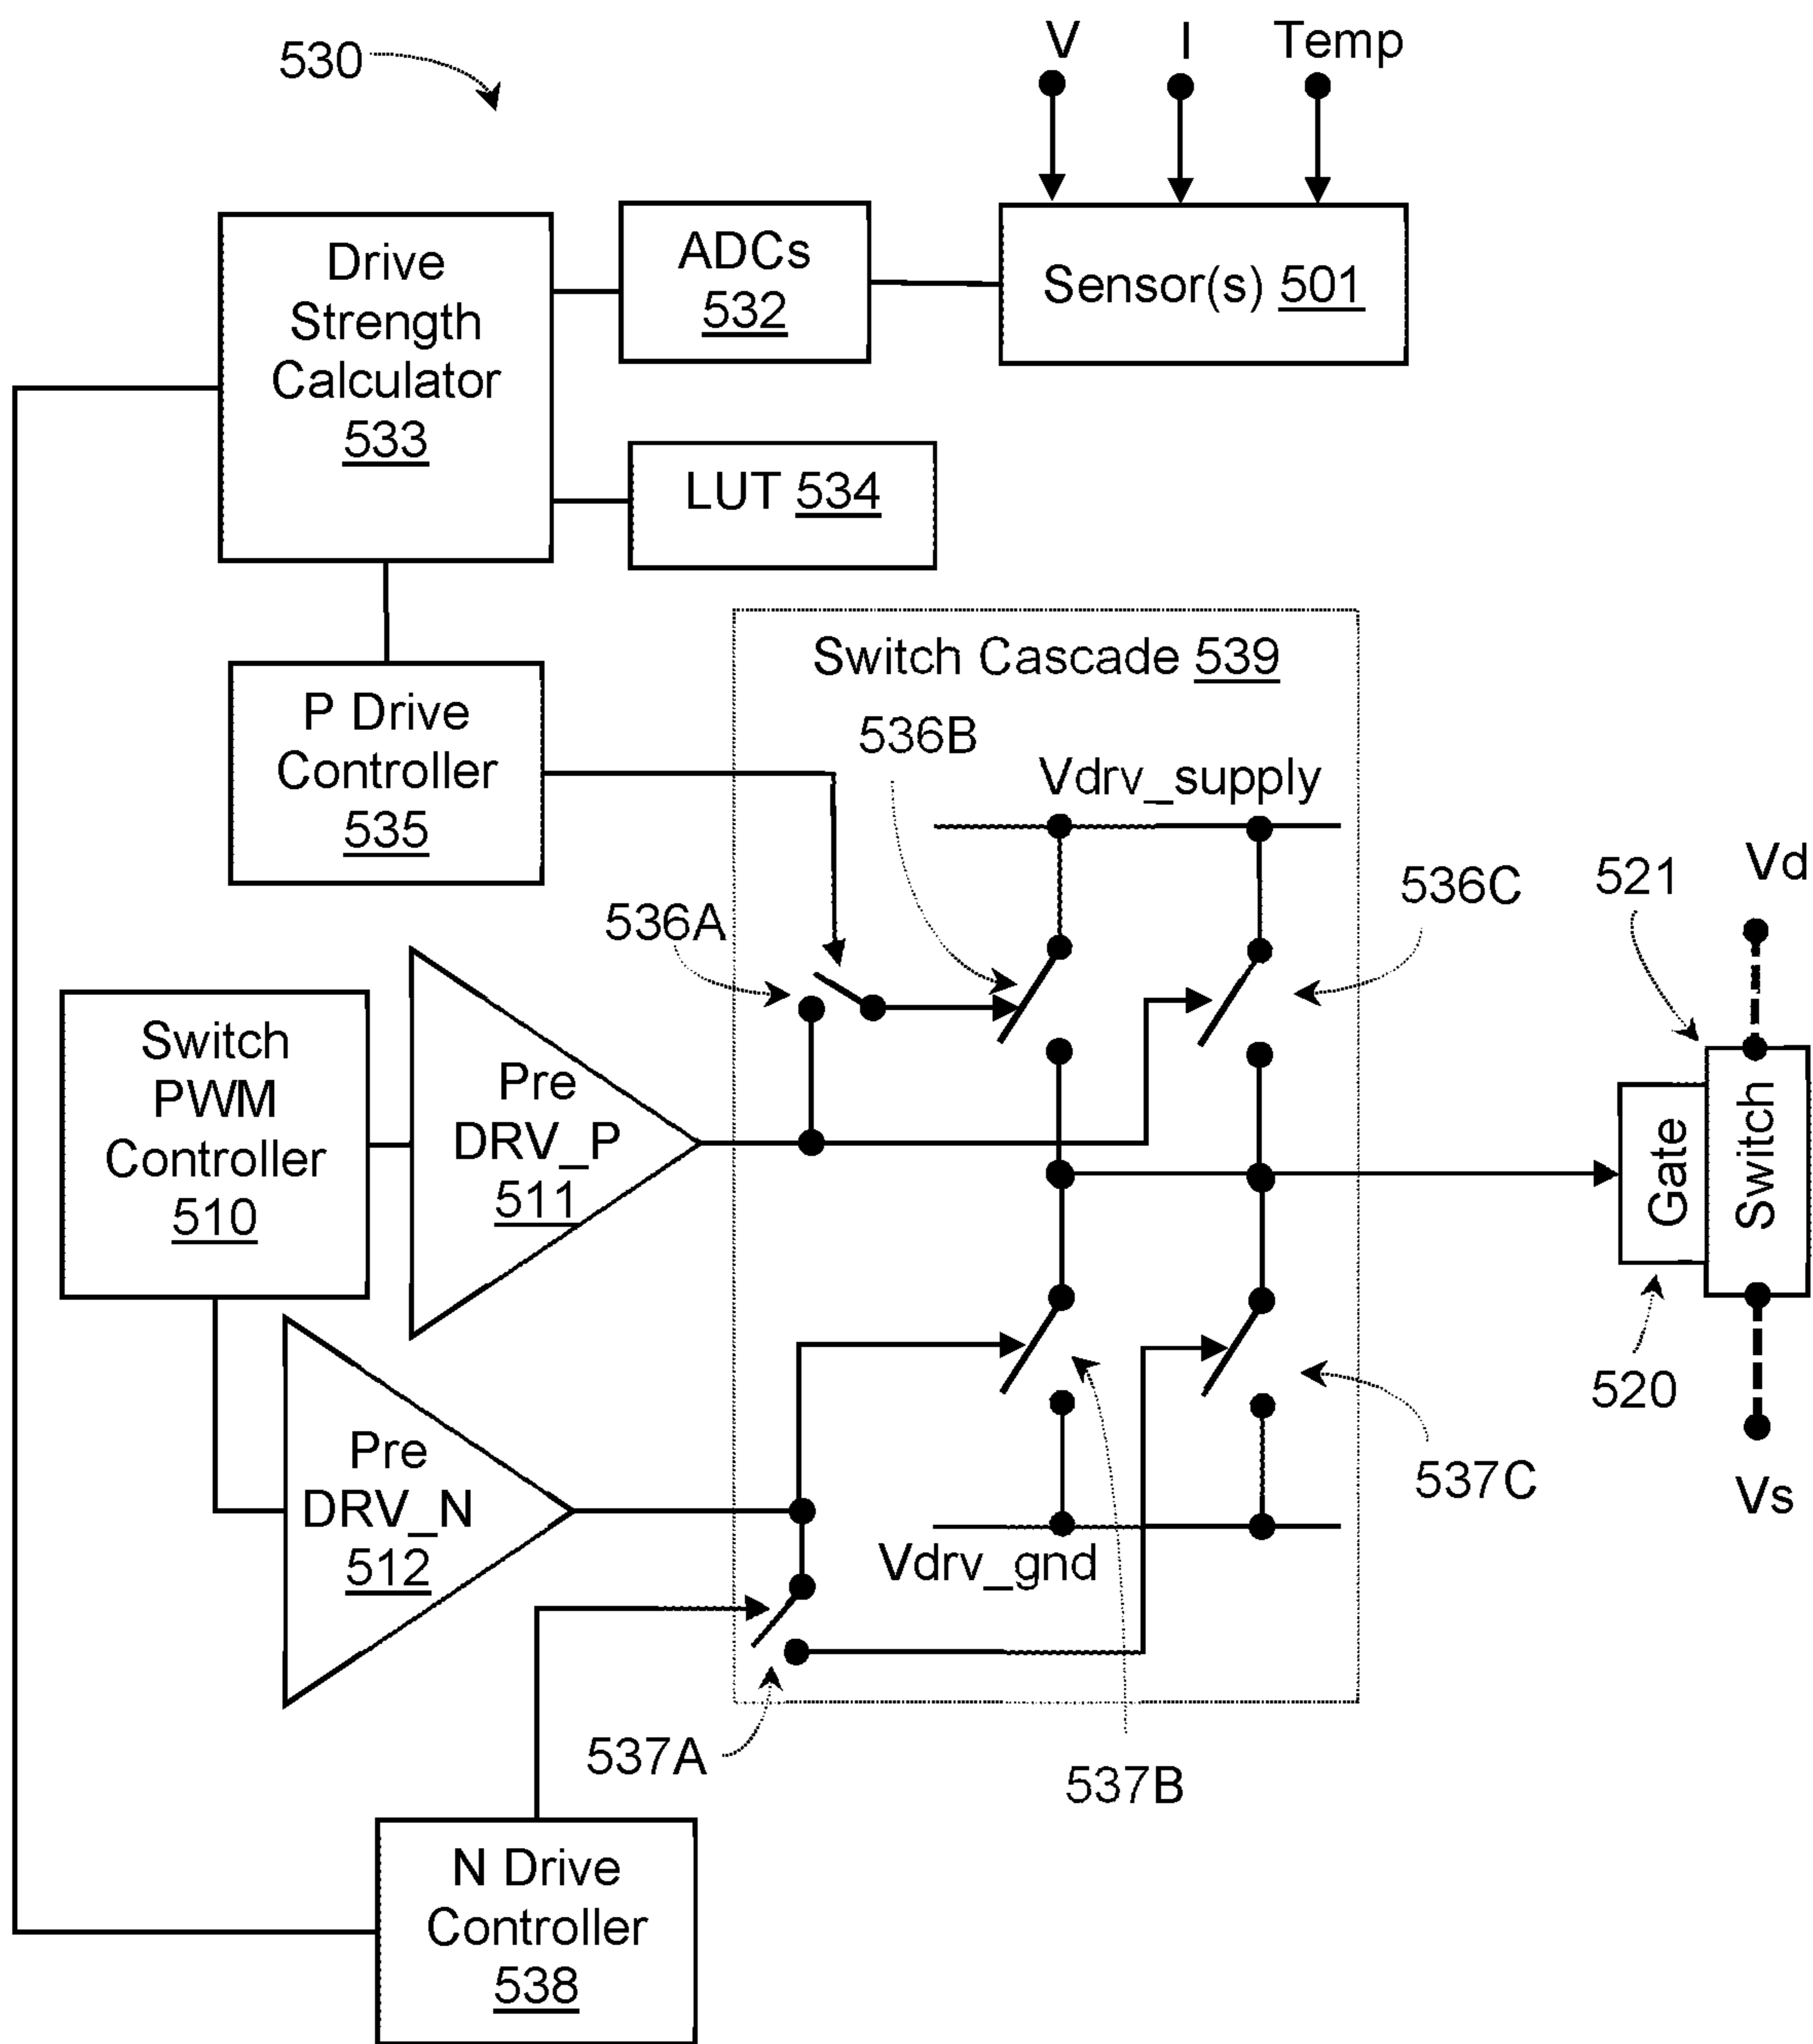 530
V
I
Temp
Drive
Strength
Calculator
533
ADCs
532
Sensor(s) 501
LUT 534
P Drive
Controller
535
Switch Cascade 539
536B
Vdrv_supply
536A
536C
521
Vd
Switch
PWM
Controller
510
Pre
DRV_P
511
Gate
Switch
520
Vs
Pre
DRV_N
512
Vdrv_gnd
537C
537A
537B
N Drive
Controller
538